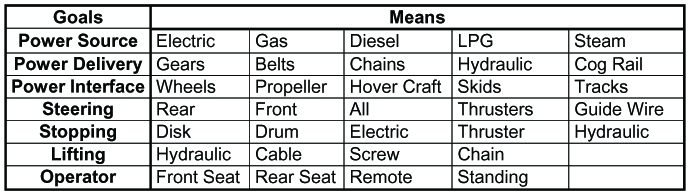 Goals Means
Power Source Electric Gas Diesel LPG Steam
Power Delivery Gears Belts Chains Hydraulic Cog Rail
Power Interface Wheels Propeller Hover Craft Skids Tracks
Steering Rear Front All Thrusters Guide Wire
Stopping Disk Drum Electric Thruster Hydraulic
Lifting Hydraulic Cable Screw Chain
Operator Front Seat Rear Seat Remote Standing